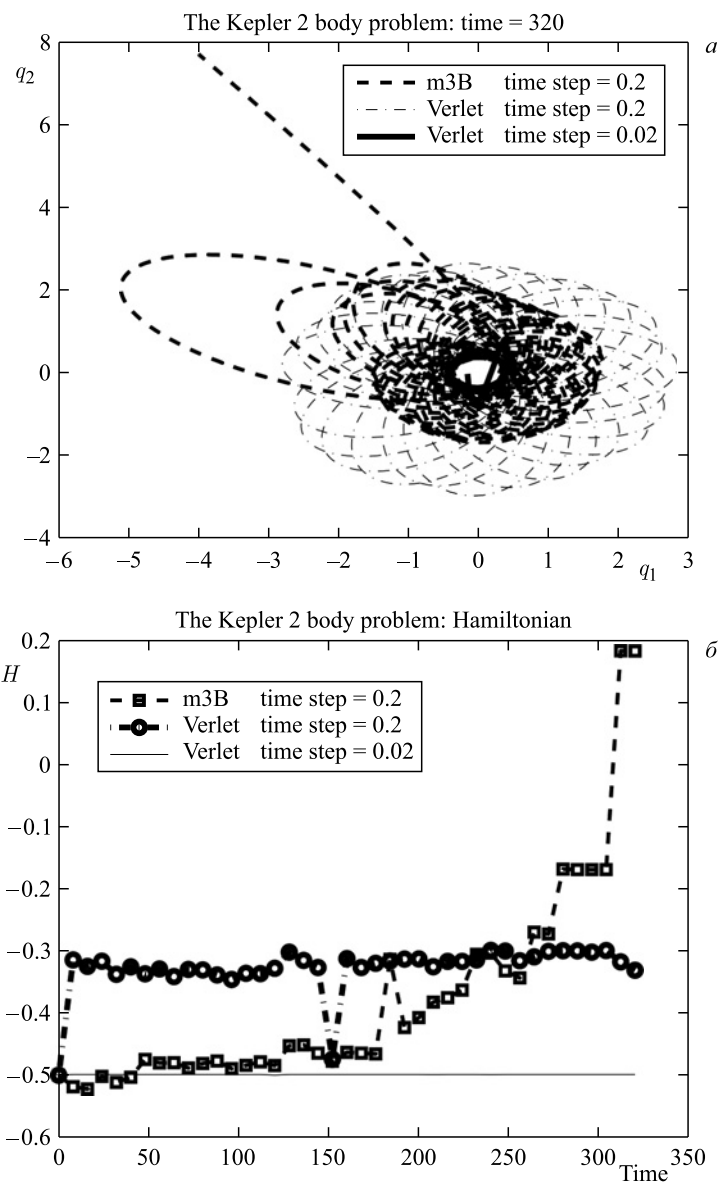 The Kepler 2 body problem: time = 320
a
8
q2
m3B time step = 0.2
Verlet time step = 0.2
Verlet time step = 0.02
6
4
2
0
−2
−4
−6 −5 −4 −3 −2 −1 0 1 2 3
q1
The Kepler 2 body problem: Hamiltonian
б
0.2
H
m3B time step = 0.2
Verlet time step = 0.2
Verlet time step = 0.02
0.1
0
−0.1
−0.2
−0.3
−0.4
−0.5
−0.6
0 50 100 150 200 250 300 350
Time